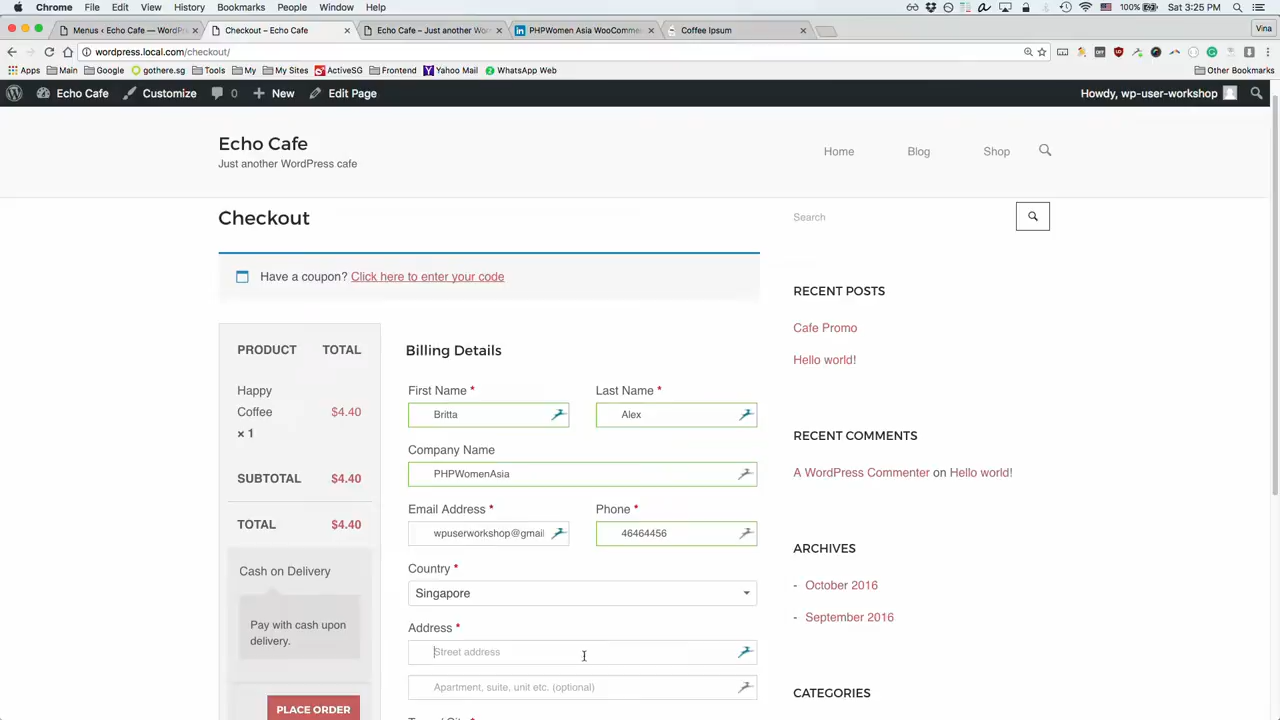 Chrome File Edit View History Bookmarks People Window Help
100% Sat 3:25 PM
Menus ‹ Echo Cafe — WordPr
Checkout – Echo Cafe
Echo Cafe – Just another Wor
PHPWomen Asia WooComme
Coffee Ipsum
Vina
wordpress.local.com/checkout/
Apps Main Google gothere.sg Tools My My Sites ActiveSG Frontend Yahoo Mail WhatsApp Web Other Bookmarks
Echo Cafe Customize 0 New Edit Page Howdy, wp-user-workshop
Echo Cafe
Just another WordPress cafe
Home Blog Shop
Checkout
Have a coupon? Click here to enter your code
PRODUCT TOTAL
Happy
Coffee $4.40
× 1
SUBTOTAL $4.40
TOTAL $4.40
Cash on Delivery
Pay with cash upon
delivery.
PLACE ORDER
Billing Details
First Name * Last Name *
Britta Alex
Company Name
PHPWomenAsia
Email Address * Phone *
wpuserworkshop@gmail 46464456
Country *
Singapore
Address *
Street address
Apartment, suite, unit etc. (optional)
Search
RECENT POSTS
Cafe Promo
Hello world!
RECENT COMMENTS
A WordPress Commenter on Hello world!
ARCHIVES
- October 2016
- September 2016
CATEGORIES